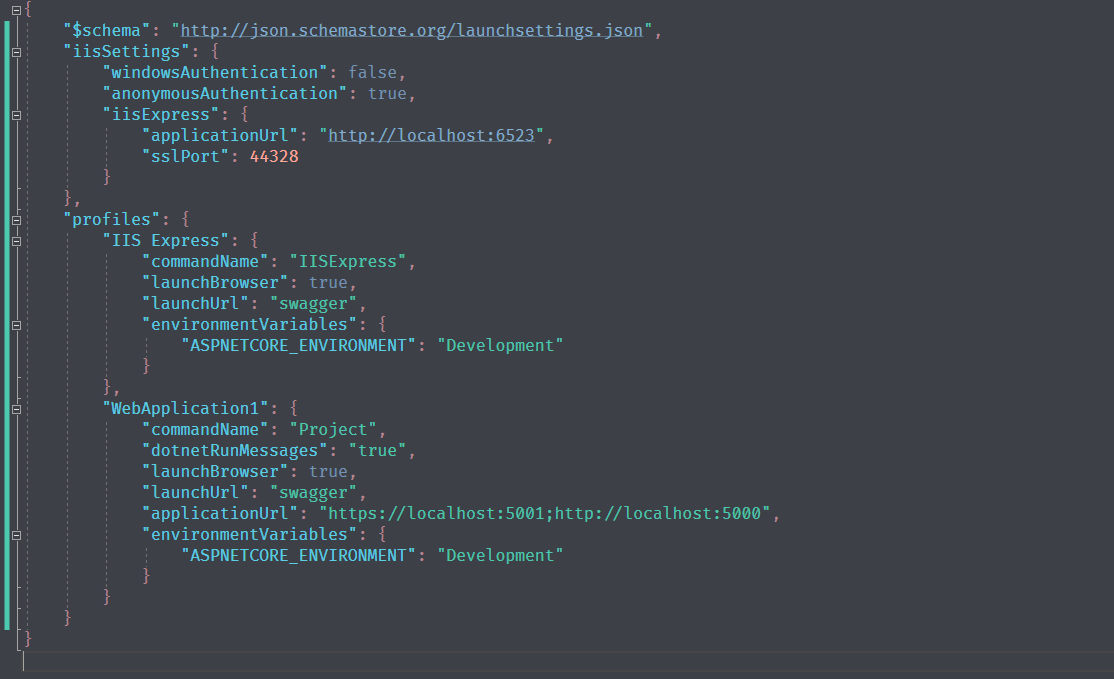 {
    "$schema": "http://json.schemastore.org/launchsettings.json",
    "iisSettings": {
        "windowsAuthentication": false,
        "anonymousAuthentication": true,
        "iisExpress": {
            "applicationUrl": "http://localhost:6523",
            "sslPort": 44328
        }
    },
    "profiles": {
        "IIS Express": {
            "commandName": "IISExpress",
            "launchBrowser": true,
            "launchUrl": "swagger",
            "environmentVariables": {
                "ASPNETCORE_ENVIRONMENT": "Development"
            }
        },
        "WebApplication1": {
            "commandName": "Project",
            "dotnetRunMessages": "true",
            "launchBrowser": true,
            "launchUrl": "swagger",
            "applicationUrl": "https://localhost:5001;http://localhost:5000",
            "environmentVariables": {
                "ASPNETCORE_ENVIRONMENT": "Development"
            }
        }
    }
}